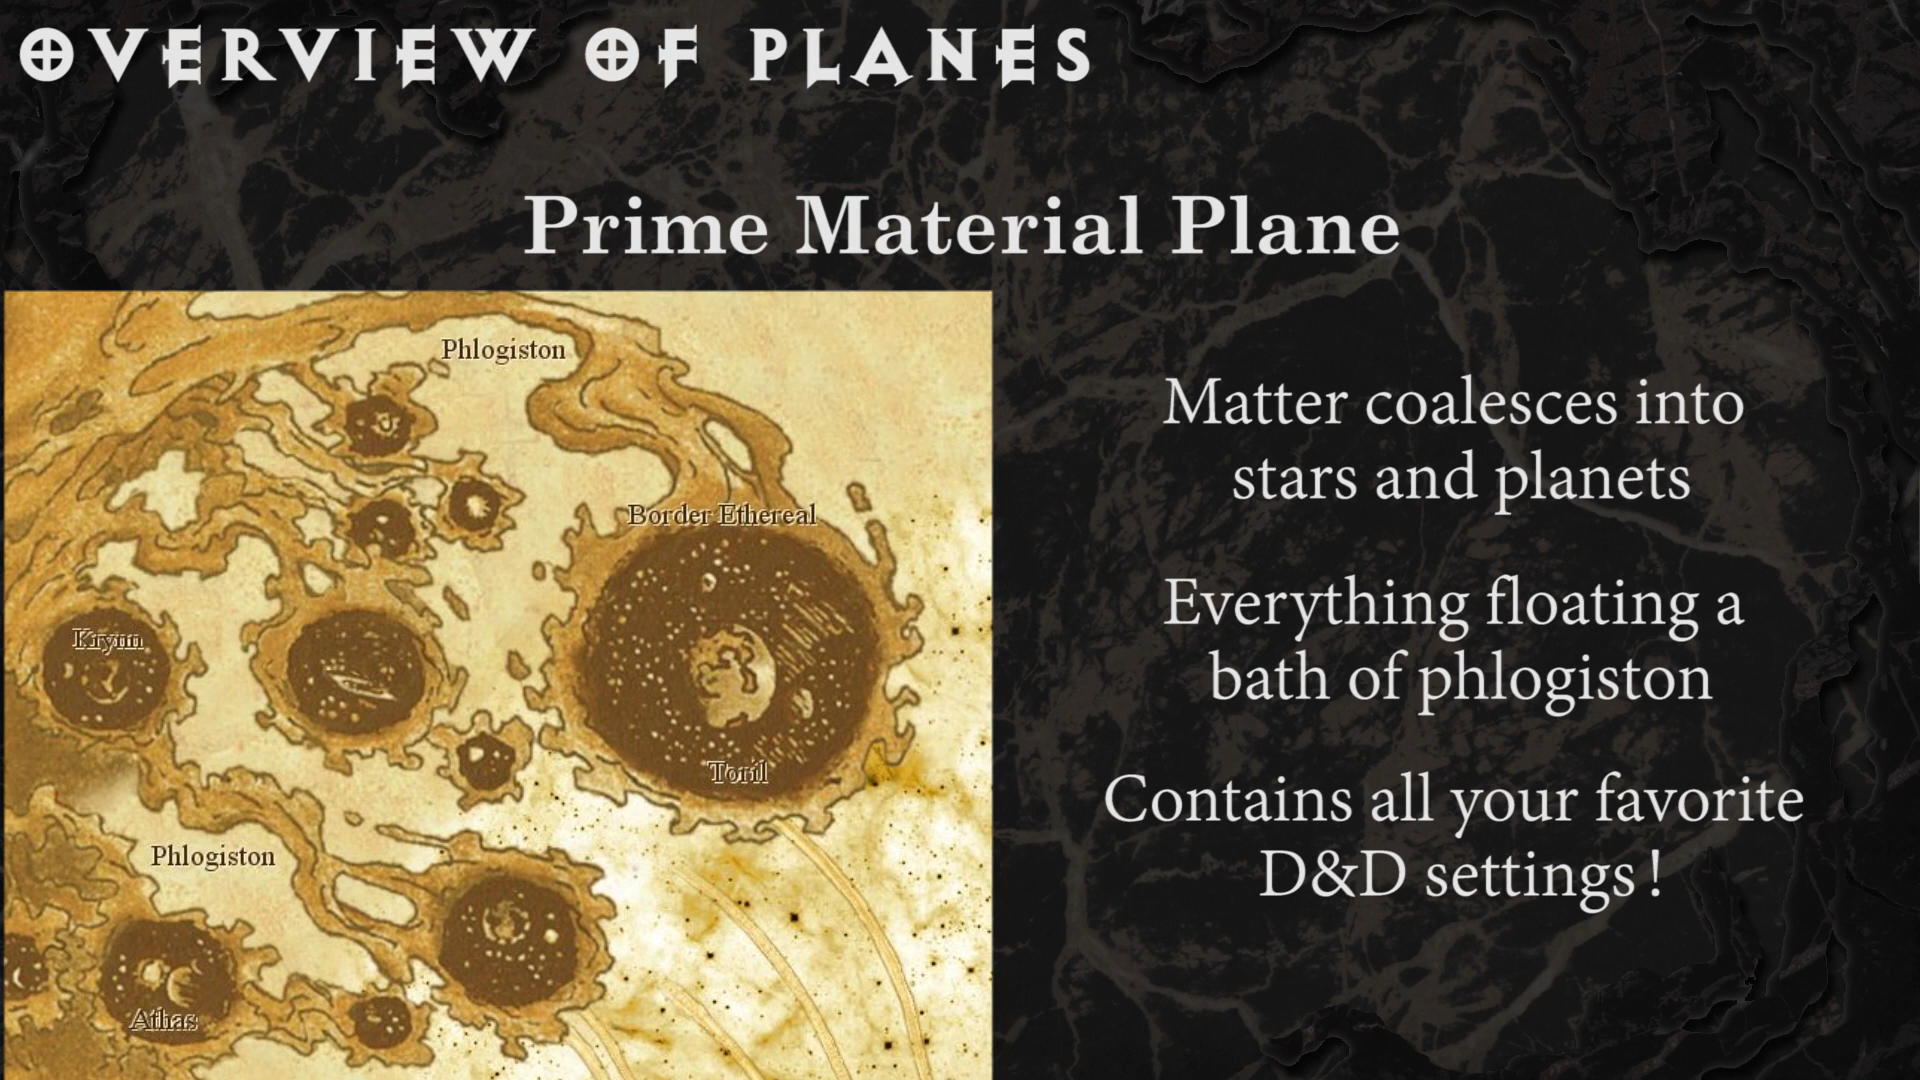 OVERVIEW OF PLANES
Prime Material Plane
Phlogiston
Border Ethereal
Krynn
Toril
Phlogiston
Athas
Matter coalesces into
stars and planets
Everything floating a
bath of phlogiston
Contains all your favorite
D&D settings!